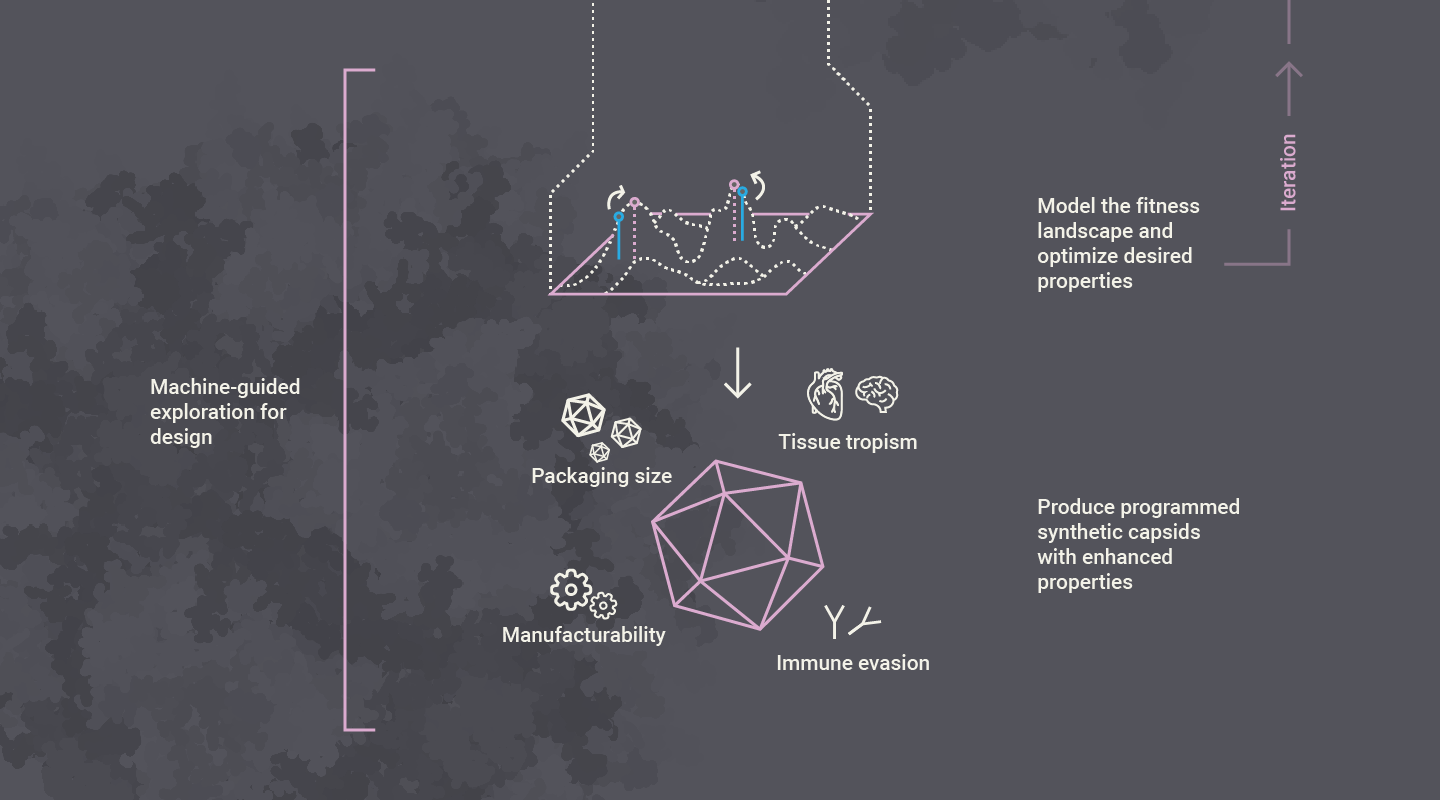 Iteration
Model the fitness
landscape and
optimize desired
properties
Machine-guided
exploration for
design
Tissue tropism
Packaging size
Produce programmed
synthetic capsids
with enhanced
properties
Manufacturability
Immune evasion